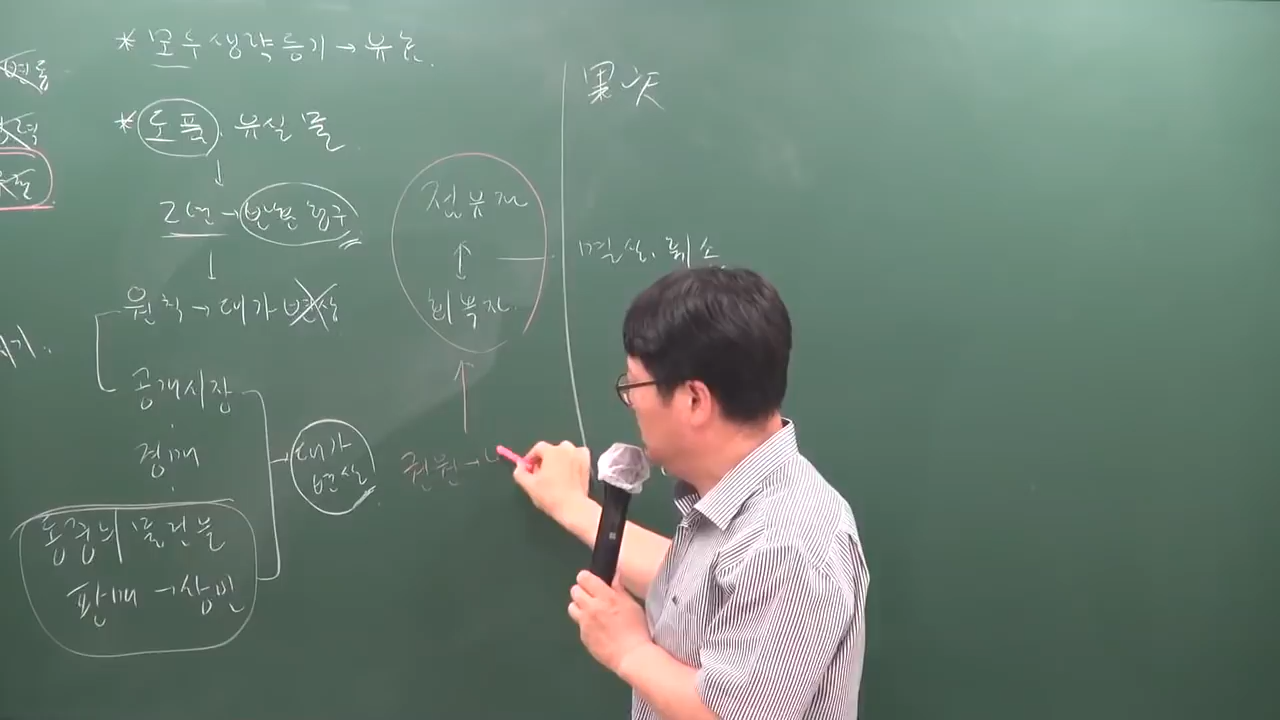 * 모두 생략등기 → 유효.
* 도품. 유실물
2년 → 반환청구
원칙 → 대가변상
공개시장
경매
동종의 물건을
판매 → 상인
대가
변상
점유자
회복자
권원 →
果失
멸실, 훼손